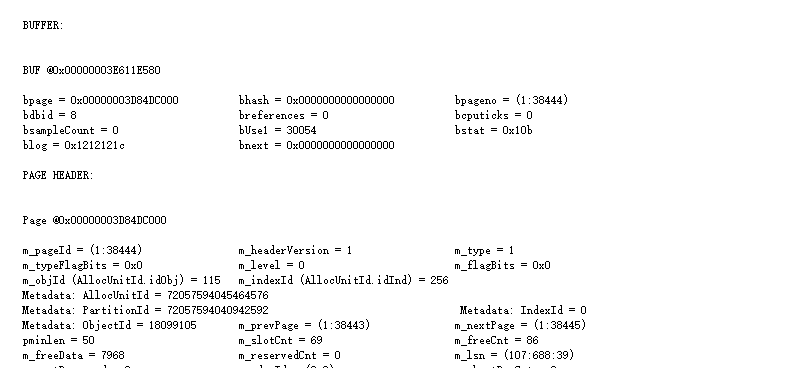 BUFFER:
BUF @0x00000003E611E580
bpage = 0x00000003D84DC000 bhash = 0x0000000000000000 bpageno = (1:38444)
bdbid = 8 breferences = 0 bcputicks = 0
bsampleCount = 0 bUse1 = 30054 bstat = 0x10b
blog = 0x1212121c bnext = 0x0000000000000000
PAGE HEADER:
Page @0x00000003D84DC000
m_pageId = (1:38444) m_headerVersion = 1 m_type = 1
m_typeFlagBits = 0x0 m_level = 0 m_flagBits = 0x0
m_objId (AllocUnitId.idObj) = 115 m_indexId (AllocUnitId.idInd) = 256
Metadata: AllocUnitId = 72057594045464576
Metadata: PartitionId = 72057594040942592 Metadata: IndexId = 0
Metadata: ObjectId = 18099105 m_prevPage = (1:38443) m_nextPage = (1:38445)
pminlen = 50 m_slotCnt = 69 m_freeCnt = 86
m_freeData = 7968 m_reservedCnt = 0 m_lsn = (107:688:39)